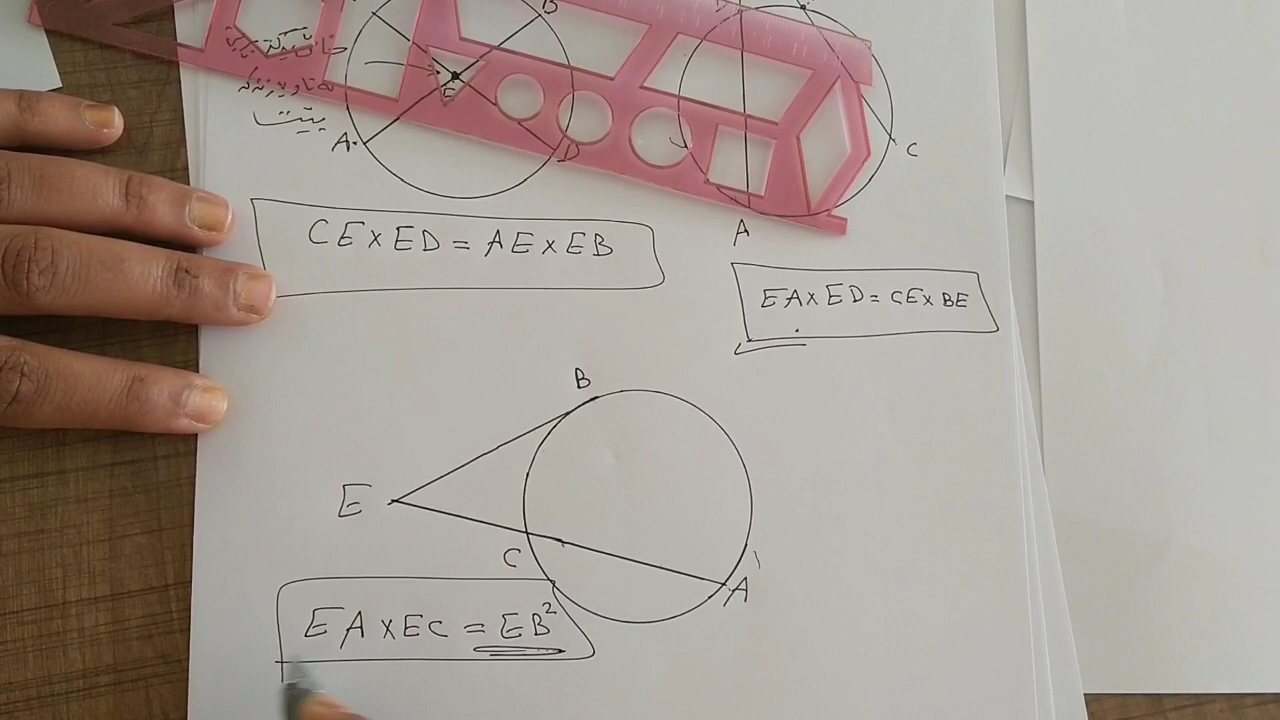 B
E
A
D
C
A
CE×ED = AE×EB
EA×ED = CE×BE
B
E
C
A
EA×EC = EB²